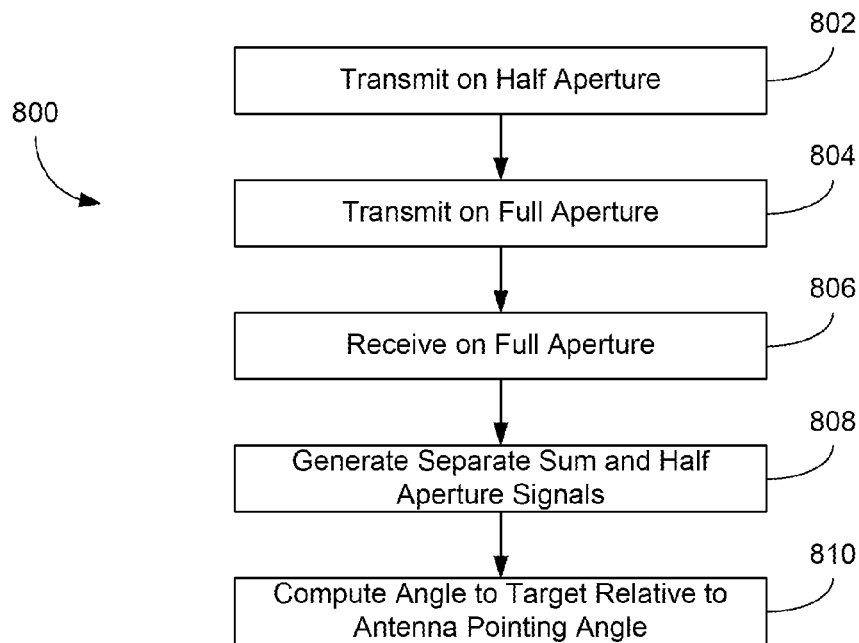 802
Transmit on Half Aperture
800
804
Transmit on Full Aperture
806
Receive on Full Aperture
808
Generate Separate Sum and Half
Aperture Signals
810
Compute Angle to Target Relative to
Antenna Pointing Angle